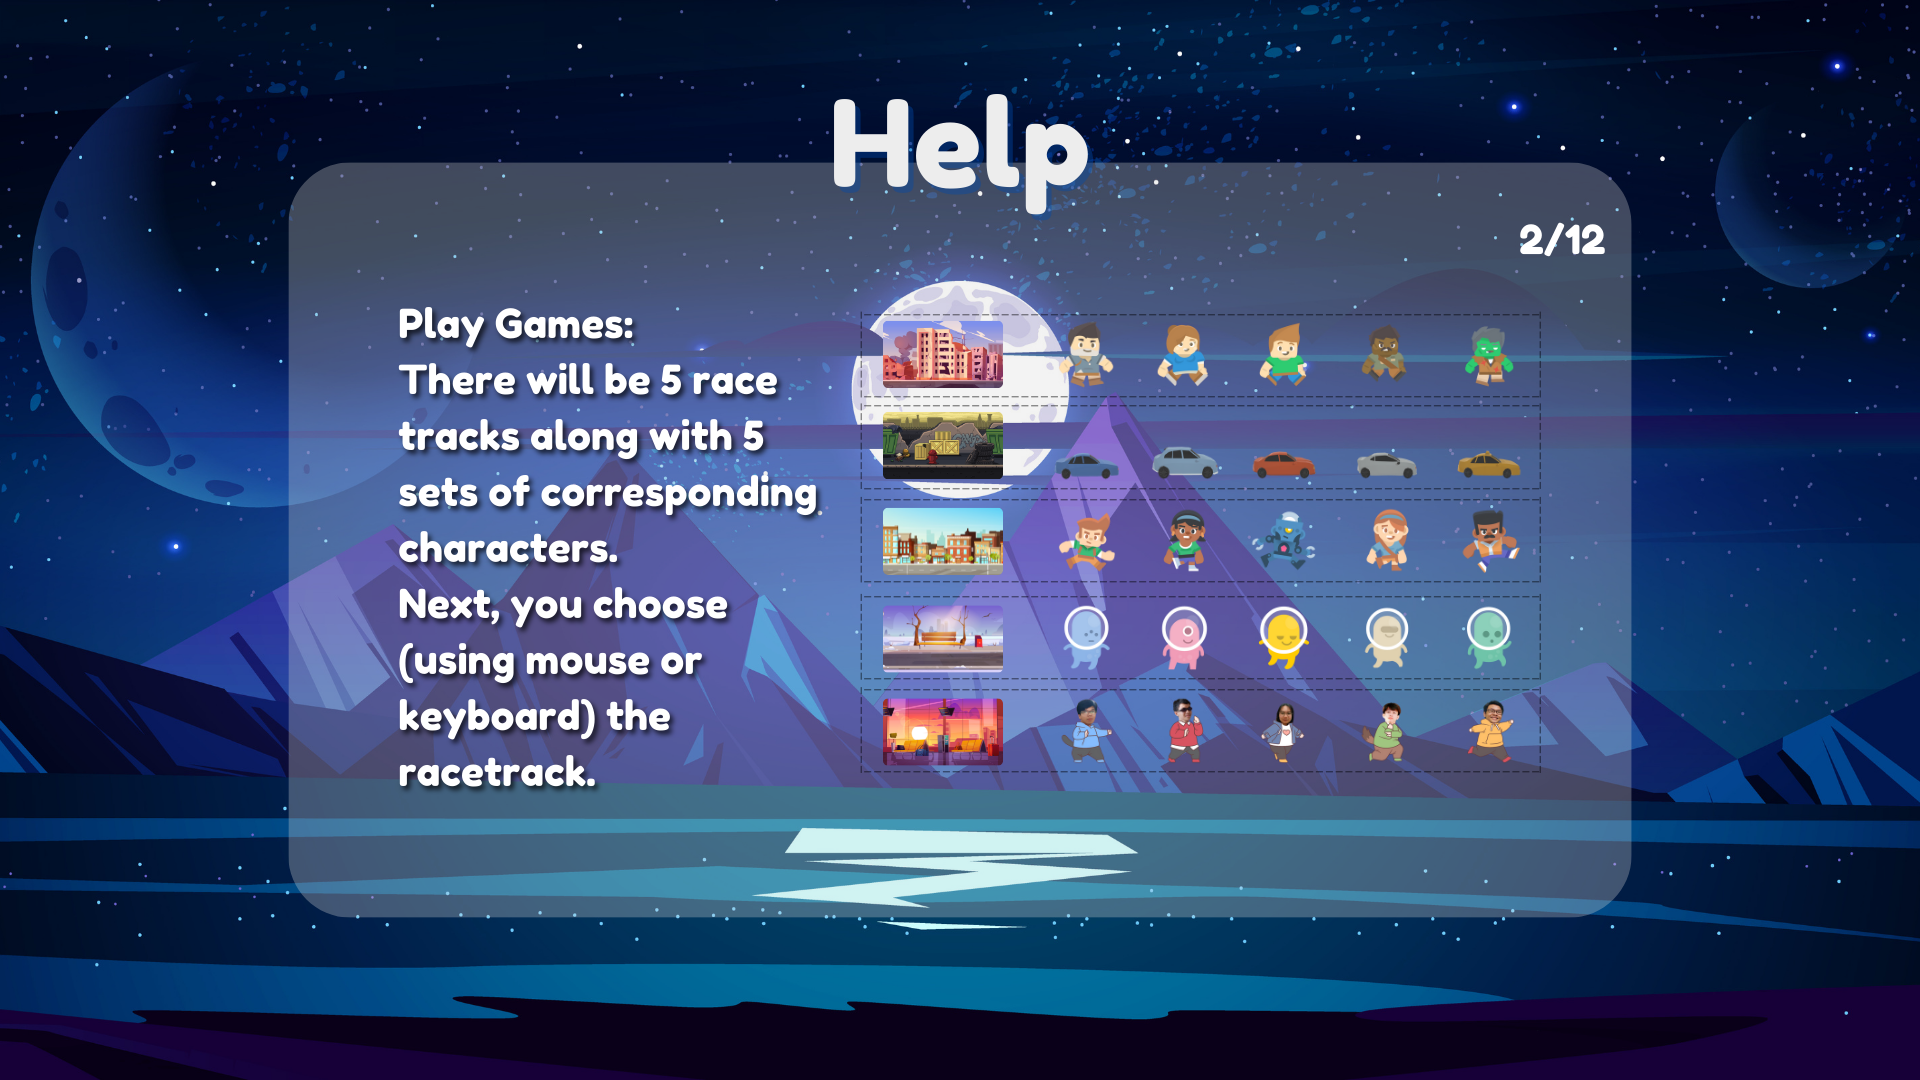 Help
2/12
Play Games:
There will be 5 race
tracks along with 5
sets of corresponding
characters.
Next, you choose
(using mouse or
keyboard) the
racetrack.